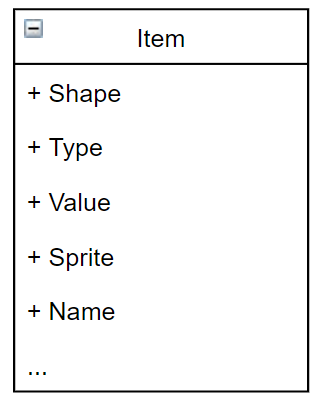 Item
+ Shape
+ Type
+ Value
+ Sprite
+ Name
...